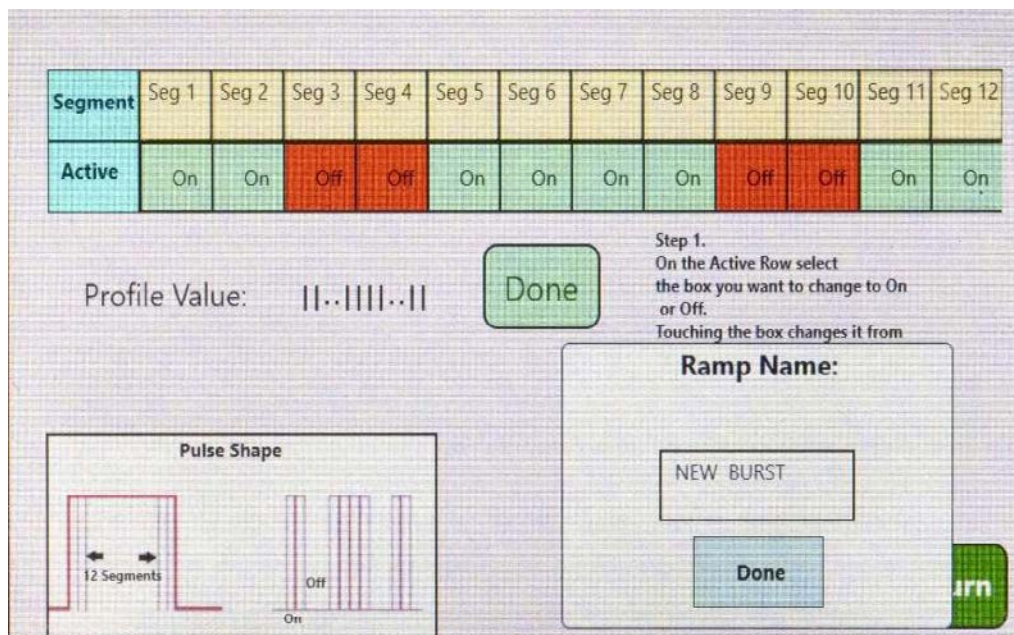 Segment Seg 1 Seg 2 Seg 3 Seg 4 Seg 5 Seg 6 Seg 7 Seg 8 Seg 9 Seg 10 Seg 11 Seg 12
Active On On Off Off On On On On Off Off On On
Profile Value: ||..||||..||
Done
Step 1.
On the Active Row select
the box you want to change to On
or Off.
Touching the box changes it from
Ramp Name:
NEW BURST
Done
Pulse Shape
12 Segments
Off
On